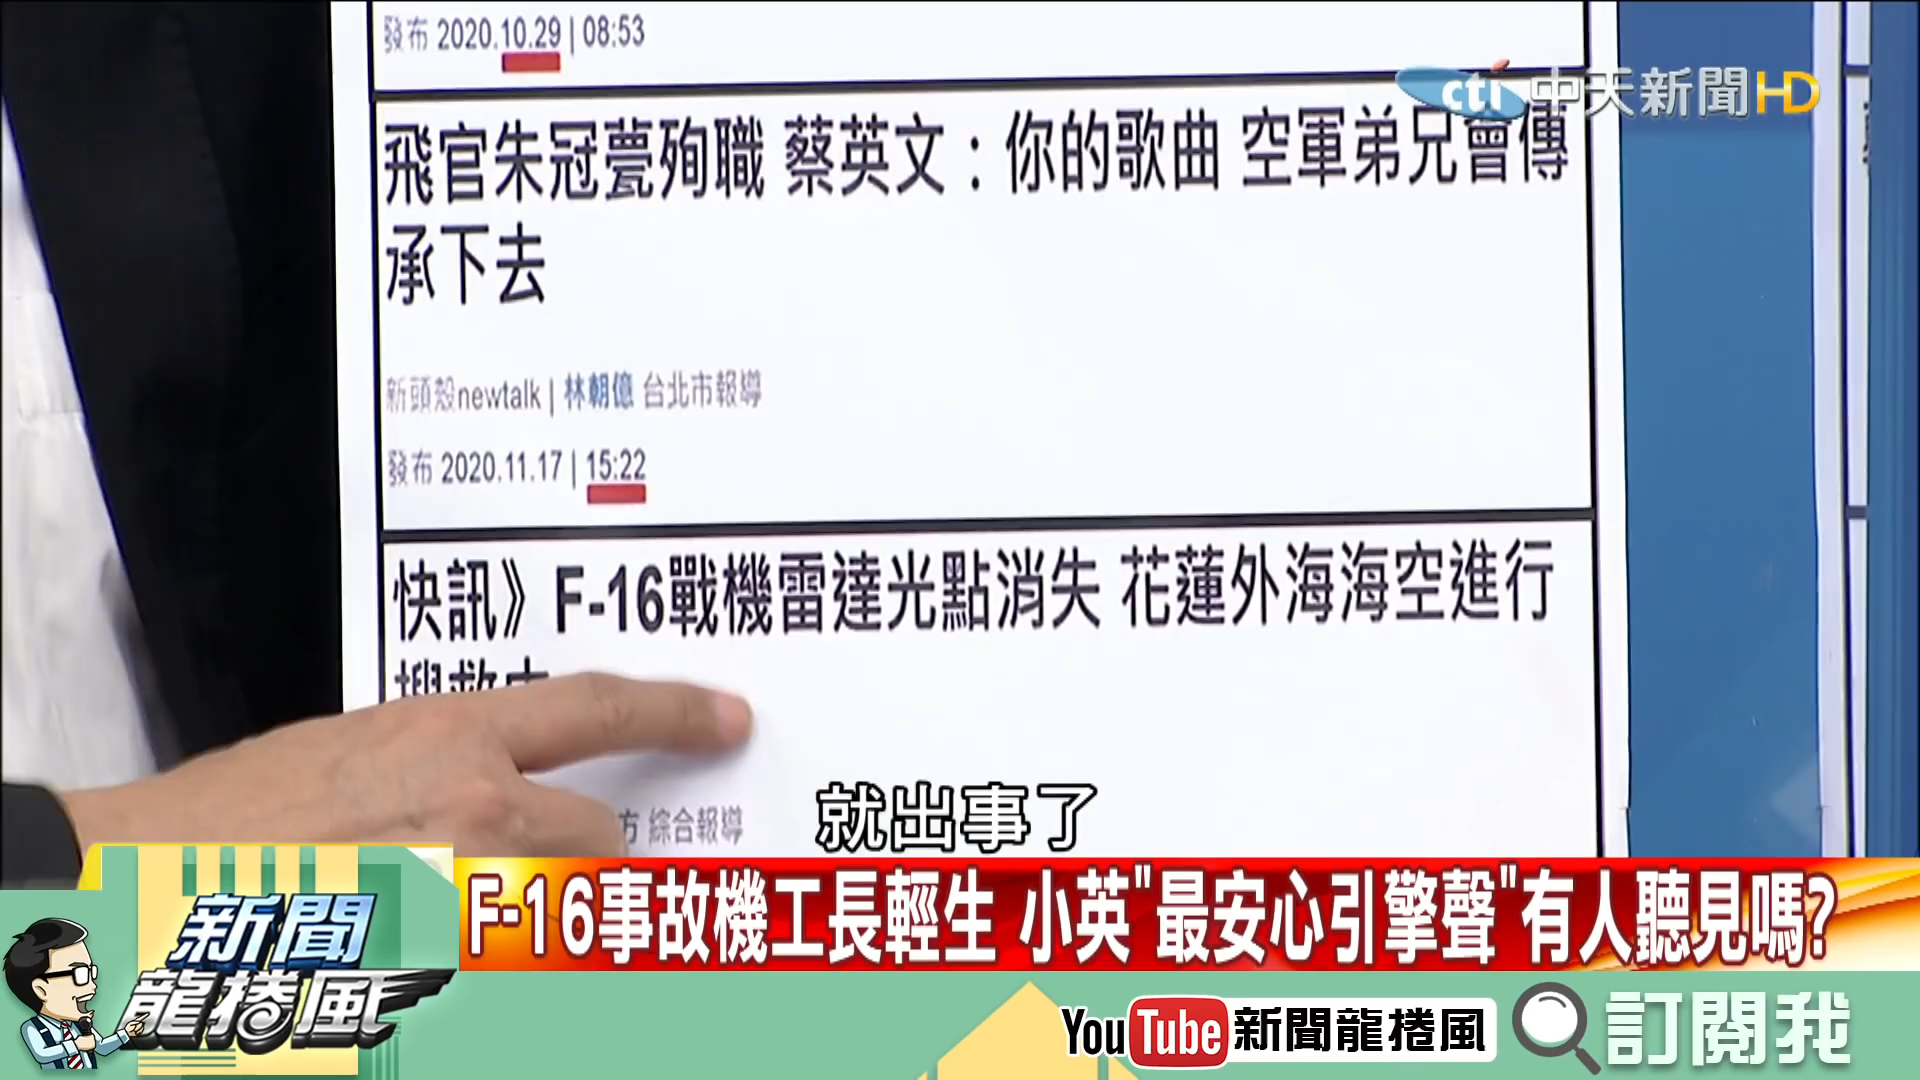 發布 2020.10.29 | 08:53
cti 中天新聞HD
飛官朱冠甍殉職 蔡英文：你的歌曲 空軍弟兄會傳
承下去
新頭殼newtalk | 林朝億 台北市報導
發布 2020.11.17 | 15:22
快訊》F-16戰機雷達光點消失 花蓮外海海空進行
搜救中
方 綜合報導
就出事了
F-16事故機工長輕生 小英"最安心引擎聲"有人聽見嗎?
新聞
龍捲風
YouTube 新聞龍捲風
訂閱我